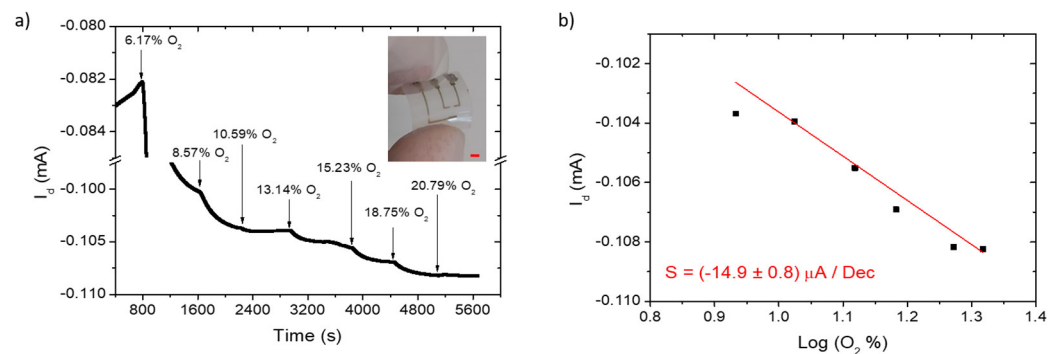 a)
-0.080
-0.082
-0.084
-0.100
-0.105
-0.110
I_d (mA)
6.17% O₂
8.57% O₂
10.59% O₂
13.14% O₂
15.23% O₂
18.75% O₂
20.79% O₂
800 1600 2400 3200 4000 4800 5600
Time (s)
b)
-0.102
-0.104
-0.106
-0.108
-0.110
I_d (mA)
S = (-14.9 ± 0.8) μA / Dec
0.8 0.9 1.0 1.1 1.2 1.3 1.4
Log (O₂ %)